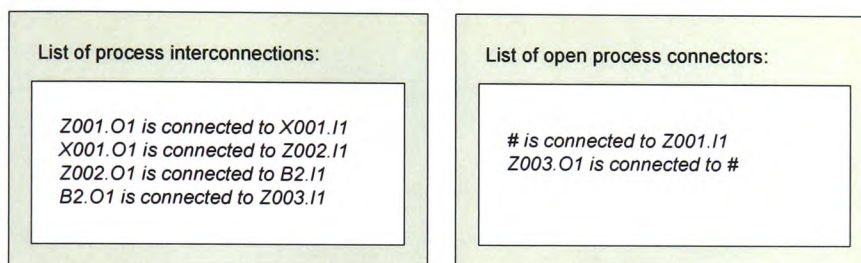 List of process interconnections:
Z001.O1 is connected to X001.I1
X001.O1 is connected to Z002.I1
Z002.O1 is connected to B2.I1
B2.O1 is connected to Z003.I1
List of open process connectors:
# is connected to Z001.I1
Z003.O1 is connected to #